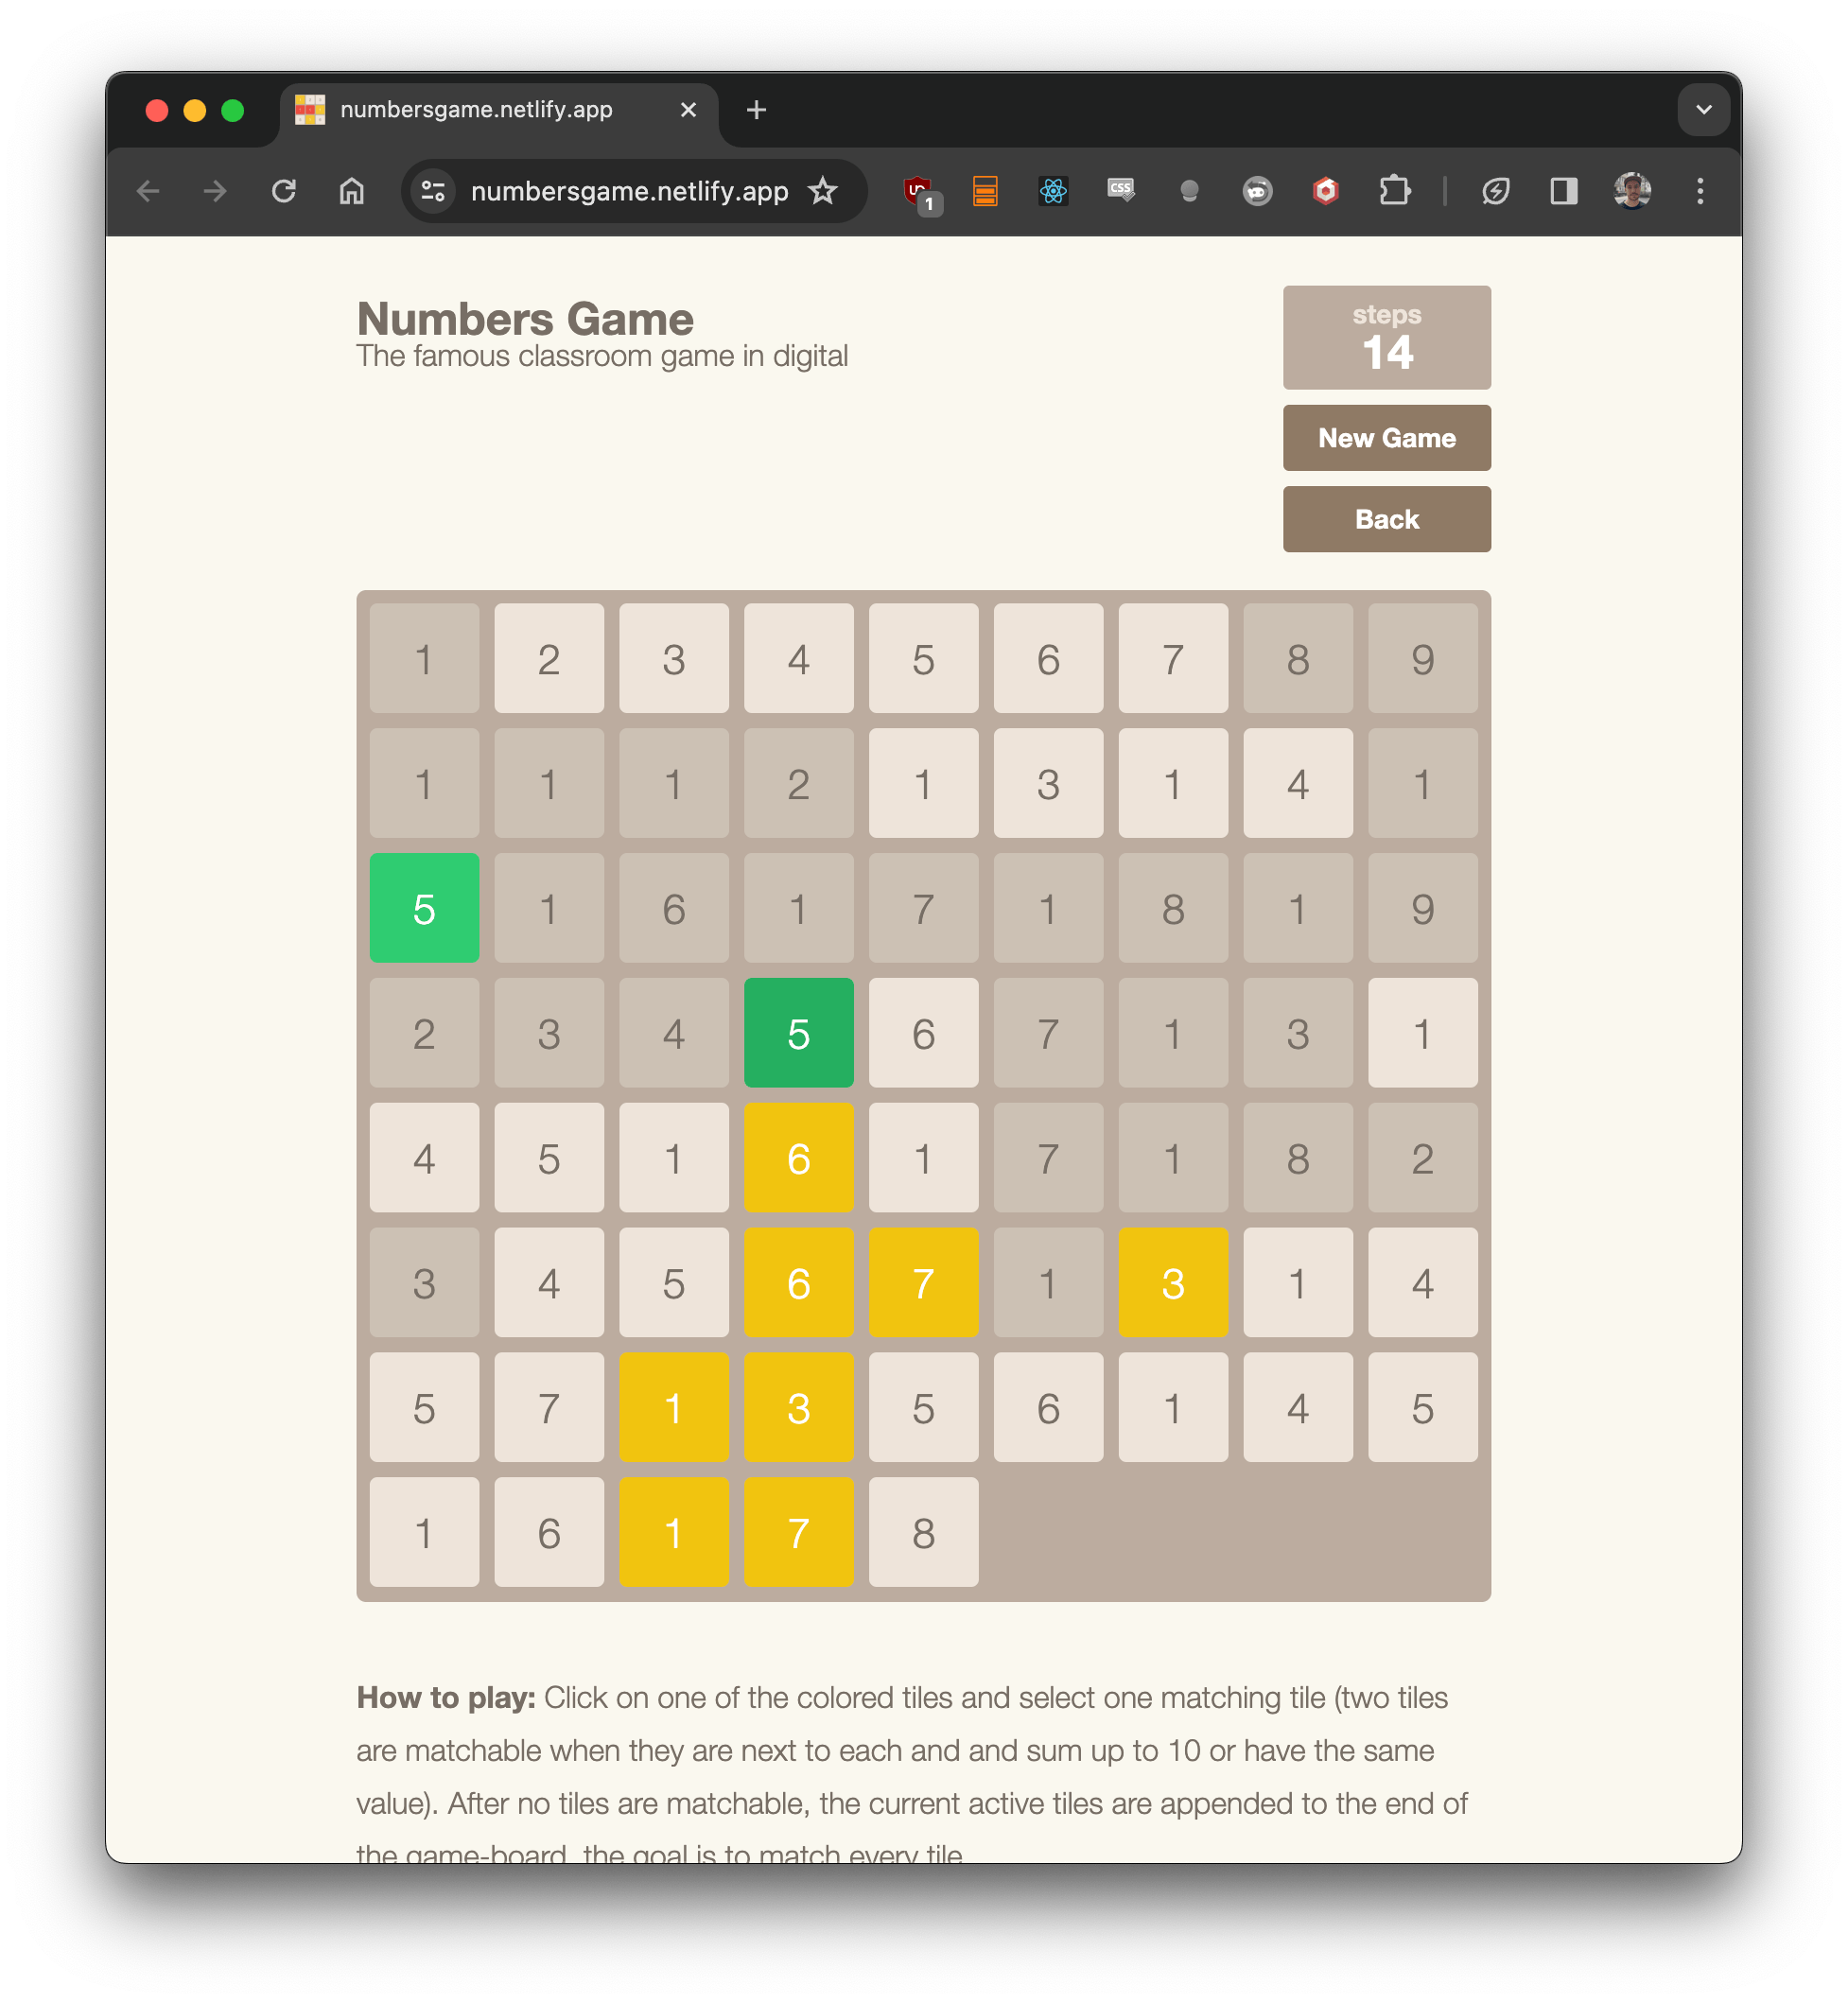 numbersgame.netlify.app
numbersgame.netlify.app
1
Numbers Game
The famous classroom game in digital
steps
14
New Game
Back
1 2 3 4 5 6 7 8 9
1 1 1 2 1 3 1 4 1
5 1 6 1 7 1 8 1 9
2 3 4 5 6 7 1 3 1
4 5 1 6 1 7 1 8 2
3 4 5 6 7 1 3 1 4
5 7 1 3 5 6 1 4 5
1 6 1 7 8
How to play: Click on one of the colored tiles and select one matching tile (two tiles
are matchable when they are next to each and and sum up to 10 or have the same
value). After no tiles are matchable, the current active tiles are appended to the end of
the game-board, the goal is to match every tile